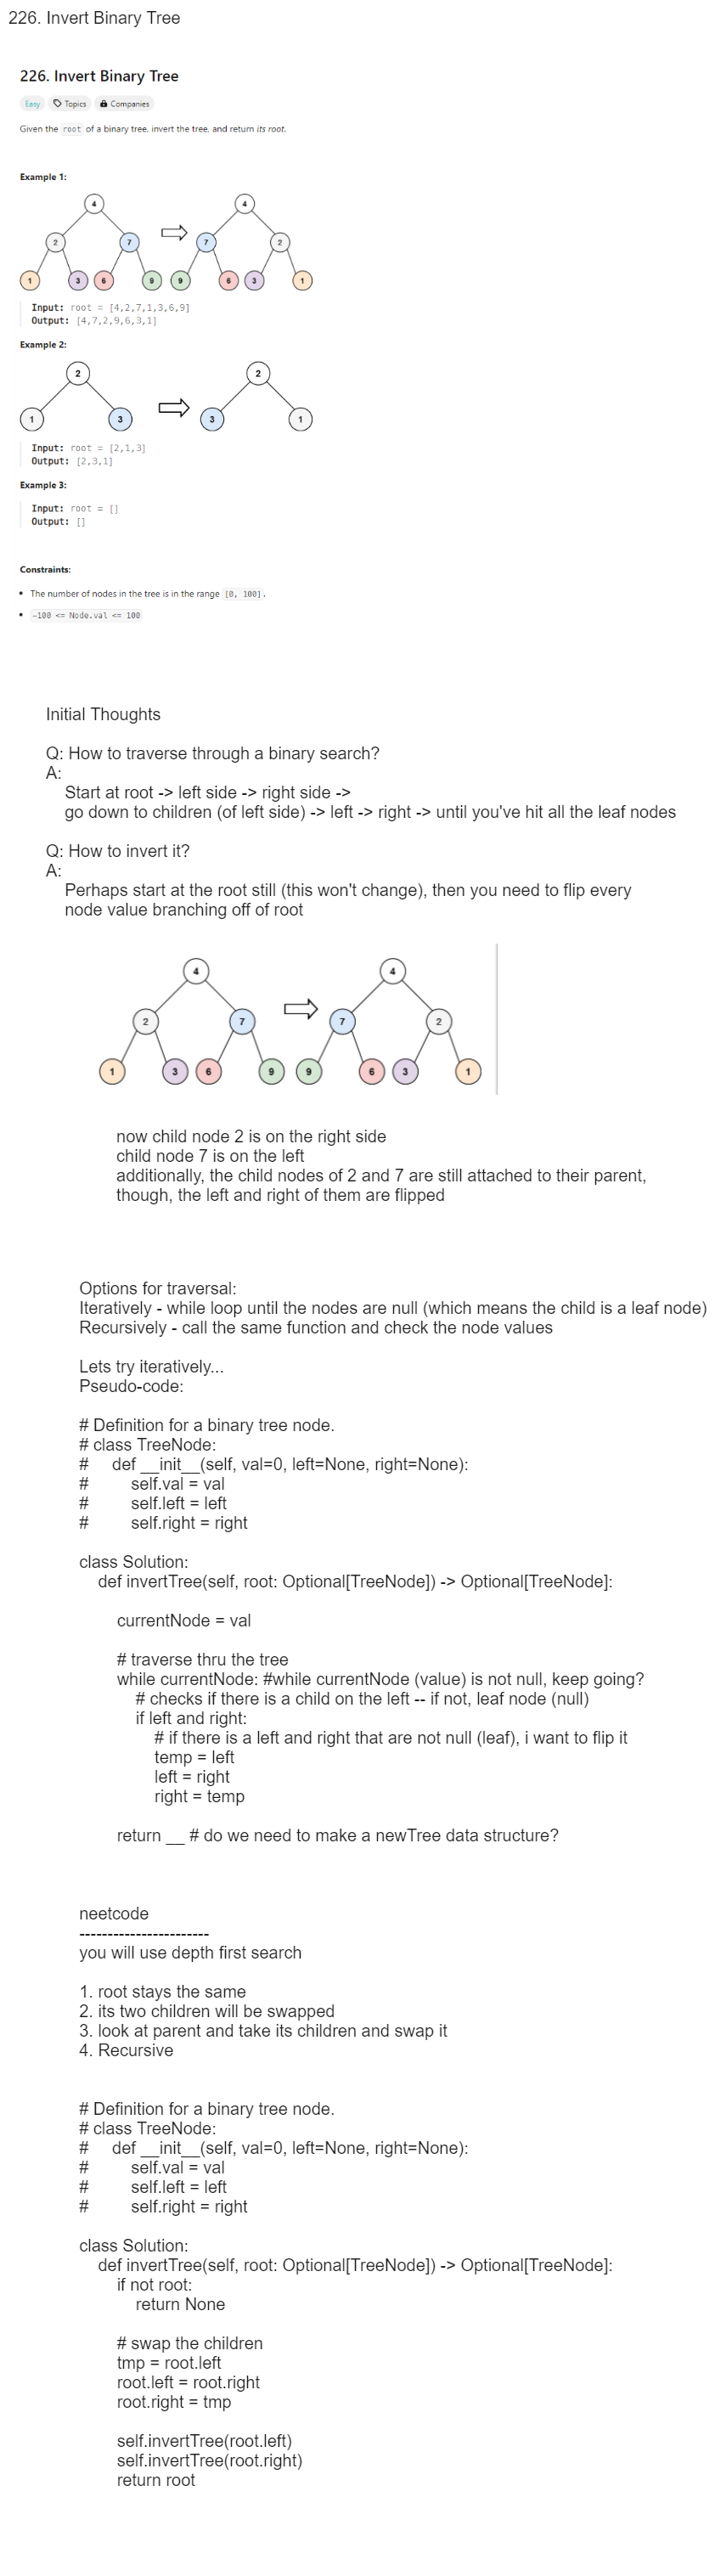 226. Invert Binary Tree
226. Invert Binary Tree
Easy Topics Companies
Given the root of a binary tree, invert the tree, and return its root.
Example 1:
4 4
2 7 7 2
1 3 6 9 9 6 3 1
Input: root = [4,2,7,1,3,6,9]
Output: [4,7,2,9,6,3,1]
Example 2:
2 2
1 3 3 1
Input: root = [2,1,3]
Output: [2,3,1]
Example 3:
Input: root = []
Output: []
Constraints:
• The number of nodes in the tree is in the range [0, 100].
• -100 <= Node.val <= 100
Initial Thoughts
Q: How to traverse through a binary search?
A:
Start at root -> left side -> right side ->
go down to children (of left side) -> left -> right -> until you've hit all the leaf nodes
Q: How to invert it?
A:
Perhaps start at the root still (this won't change), then you need to flip every
node value branching off of root
4 4
2 7 7 2
1 3 6 9 9 6 3 1
now child node 2 is on the right side
child node 7 is on the left
additionally, the child nodes of 2 and 7 are still attached to their parent,
though, the left and right of them are flipped
Options for traversal:
Iteratively - while loop until the nodes are null (which means the child is a leaf node)
Recursively - call the same function and check the node values
Lets try iteratively...
Pseudo-code:
# Definition for a binary tree node.
# class TreeNode:
#     def __init__(self, val=0, left=None, right=None):
#         self.val = val
#         self.left = left
#         self.right = right
class Solution:
def invertTree(self, root: Optional[TreeNode]) -> Optional[TreeNode]:
currentNode = val
# traverse thru the tree
while currentNode: #while currentNode (value) is not null, keep going?
# checks if there is a child on the left -- if not, leaf node (null)
if left and right:
# if there is a left and right that are not null (leaf), i want to flip it
temp = left
left = right
right = temp
return __ # do we need to make a newTree data structure?
neetcode
-----------------------
you will use depth first search
1. root stays the same
2. its two children will be swapped
3. look at parent and take its children and swap it
4. Recursive
# Definition for a binary tree node.
# class TreeNode:
#     def __init__(self, val=0, left=None, right=None):
#         self.val = val
#         self.left = left
#         self.right = right
class Solution:
def invertTree(self, root: Optional[TreeNode]) -> Optional[TreeNode]:
if not root:
return None
# swap the children
tmp = root.left
root.left = root.right
root.right = tmp
self.invertTree(root.left)
self.invertTree(root.right)
return root